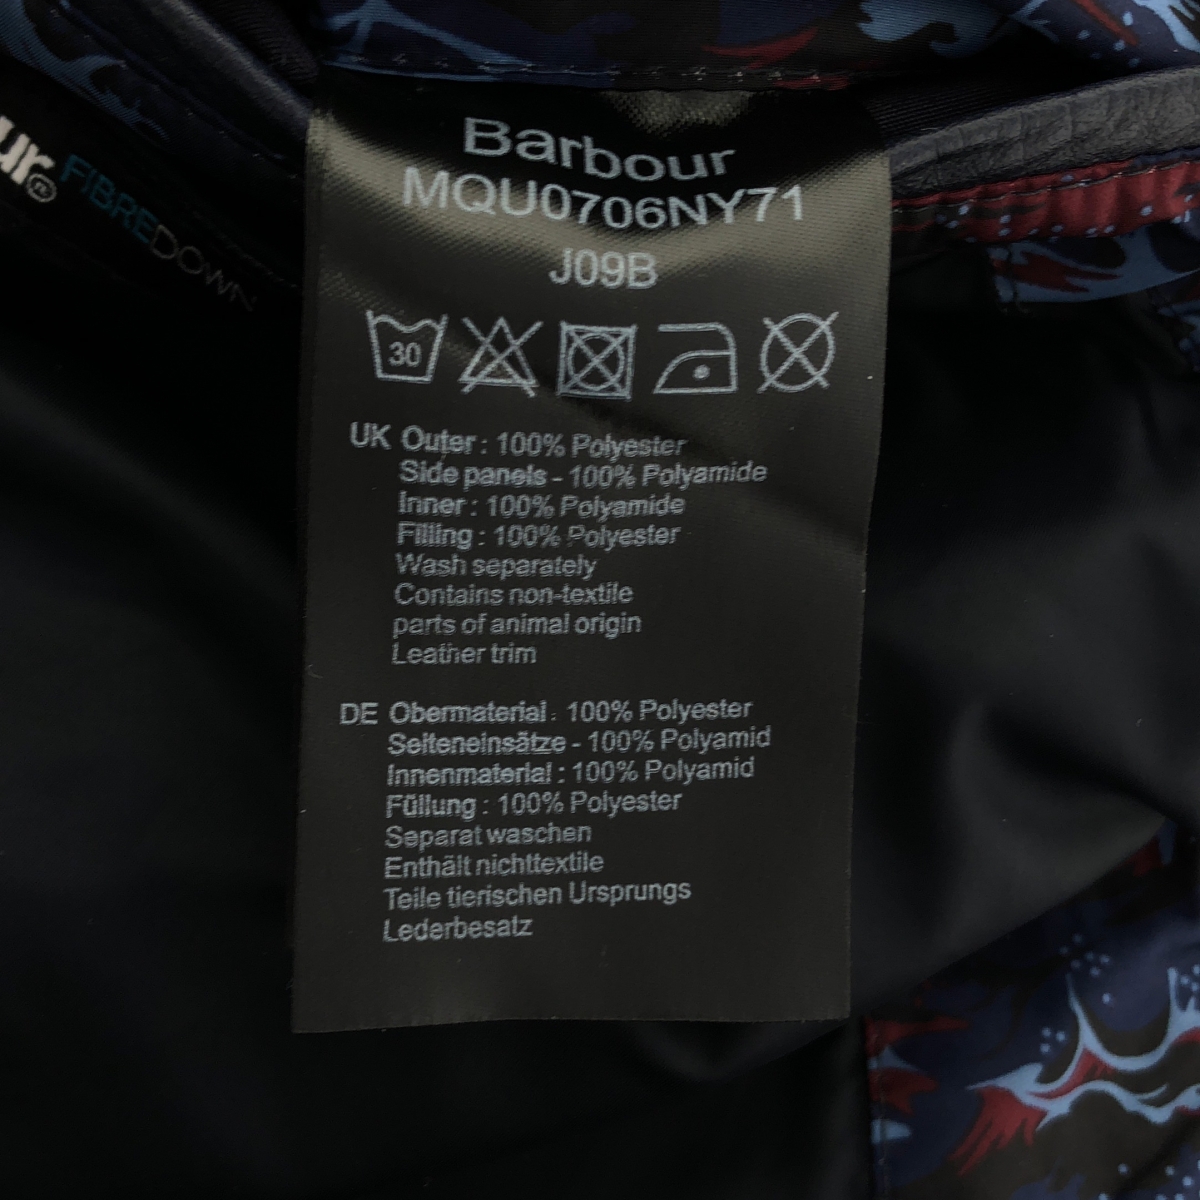 Barbour
MQU0706NY71
J09B
30
UK Outer : 100% Polyester
Side panels - 100% Polyamide
Inner : 100% Polyamide
Filling : 100% Polyester
Wash separately
Contains non-textile
parts of animal origin
Leather trim
DE Obermaterial : 100% Polyester
Seiteneinsätze - 100% Polyamid
Innenmaterial : 100% Polyamid
Füllung : 100% Polyester
Separat waschen
Enthält nichttextile
Teile tierischen Ursprungs
Lederbesatz
FIBREDOWN